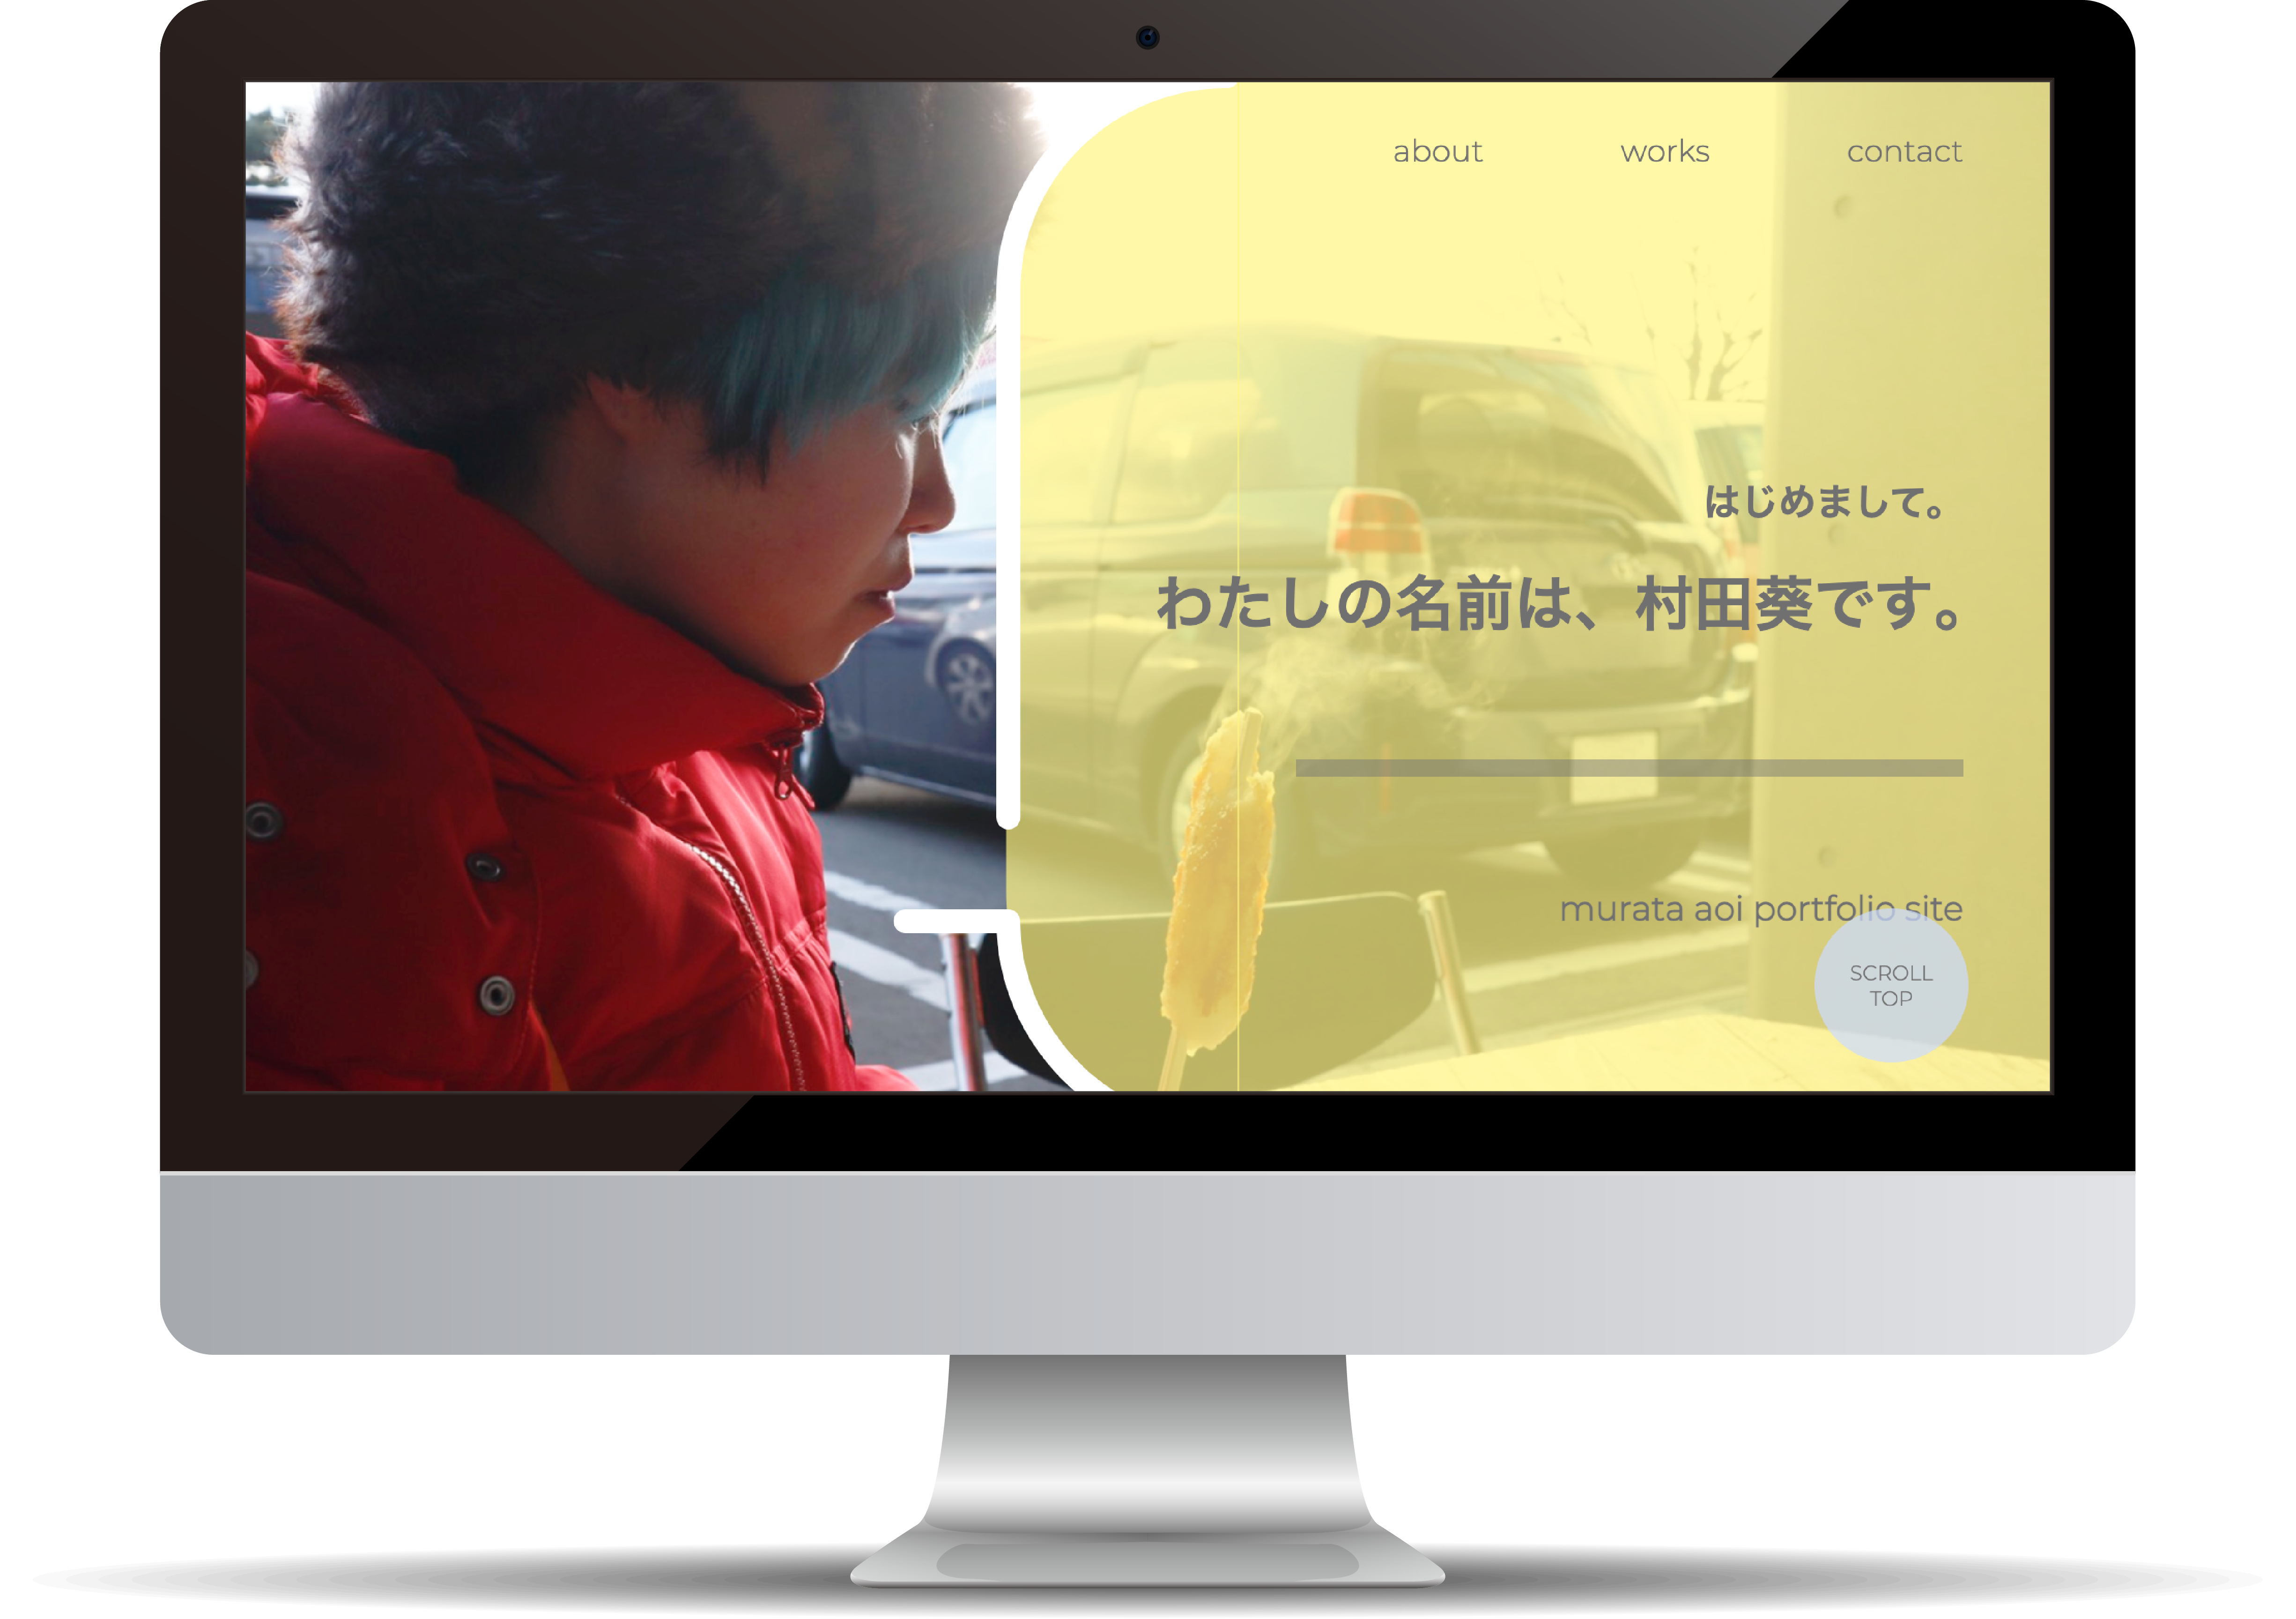 about works contact
はじめまして。
わたしの名前は、村田葵です。
murata aoi portfolio site
SCROLL
TOP